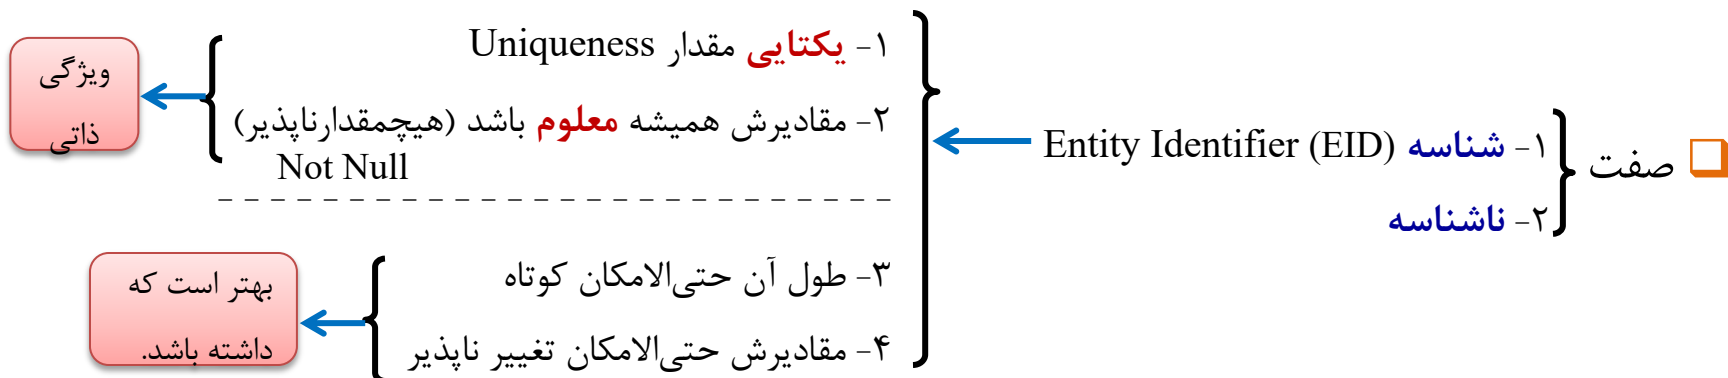 صفت
۱- شناسه Entity Identifier (EID)
۲- ناشناسه
۱- یکتایی مقدار Uniqueness
۲- مقادیرش همیشه معلوم باشد (هیچمقدارناپذیر)
Not Null
ویژگی
ذاتی
۳- طول آن حتی‌الامکان کوتاه
۴- مقادیرش حتی‌الامکان تغییر ناپذیر
بهتر است که
داشته باشد.